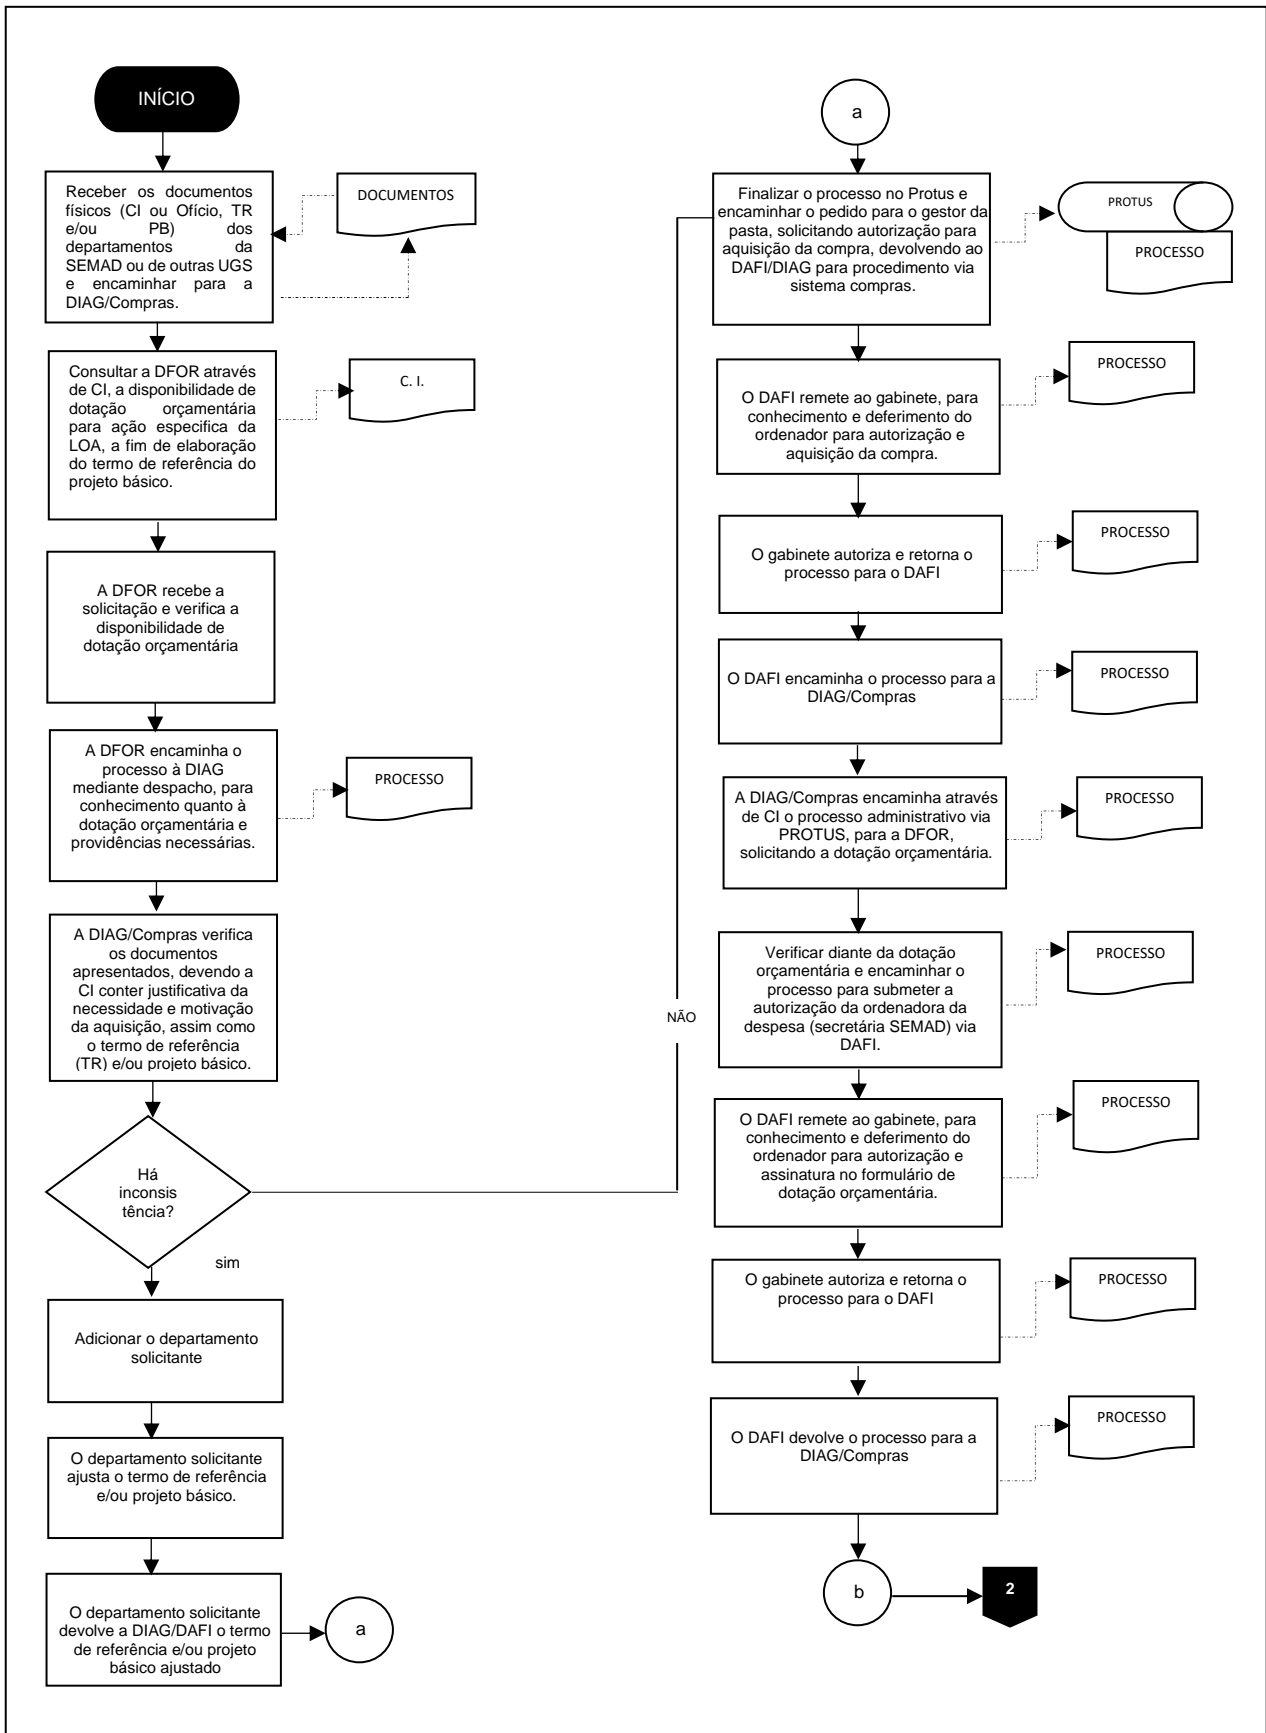 INÍCIO
Receber os documentos
físicos (CI ou Ofício, TR
e/ou PB) dos
departamentos da
SEMAD ou de outras UGS
e encaminhar para a
DIAG/Compras.
DOCUMENTOS
Consultar a DFOR através
de CI, a disponibilidade de
dotação orçamentária
para ação especifica da
LOA, a fim de elaboração
do termo de referência do
projeto básico.
C. I.
A DFOR recebe a
solicitação e verifica a
disponibilidade de
dotação orçamentária
A DFOR encaminha o
processo à DIAG
mediante despacho, para
conhecimento quanto à
dotação orçamentária e
providências necessárias.
PROCESSO
A DIAG/Compras verifica
os documentos
apresentados, devendo a
CI conter justificativa da
necessidade e motivação
da aquisição, assim como
o termo de referência
(TR) e/ou projeto básico.
Há
inconsis
tência?
sim
NÃO
Adicionar o departamento
solicitante
O departamento solicitante
ajusta o termo de referência
e/ou projeto básico.
O departamento solicitante
devolve a DIAG/DAFI o termo
de referência e/ou projeto
básico ajustado
a
a
Finalizar o processo no Protus e
encaminhar o pedido para o gestor da
pasta, solicitando autorização para
aquisição da compra, devolvendo ao
DAFI/DIAG para procedimento via
sistema compras.
PROTUS
PROCESSO
O DAFI remete ao gabinete, para
conhecimento e deferimento do
ordenador para autorização e
aquisição da compra.
PROCESSO
O gabinete autoriza e retorna o
processo para o DAFI
PROCESSO
O DAFI encaminha o processo para a
DIAG/Compras
PROCESSO
A DIAG/Compras encaminha através
de CI o processo administrativo via
PROTUS, para a DFOR,
solicitando a dotação orçamentária.
PROCESSO
Verificar diante da dotação
orçamentária e encaminhar o
processo para submeter a
autorização da ordenadora da
despesa (secretária SEMAD) via
DAFI.
PROCESSO
O DAFI remete ao gabinete, para
conhecimento e deferimento do
ordenador para autorização e
assinatura no formulário de
dotação orçamentária.
PROCESSO
O gabinete autoriza e retorna o
processo para o DAFI
PROCESSO
O DAFI devolve o processo para a
DIAG/Compras
PROCESSO
b
2